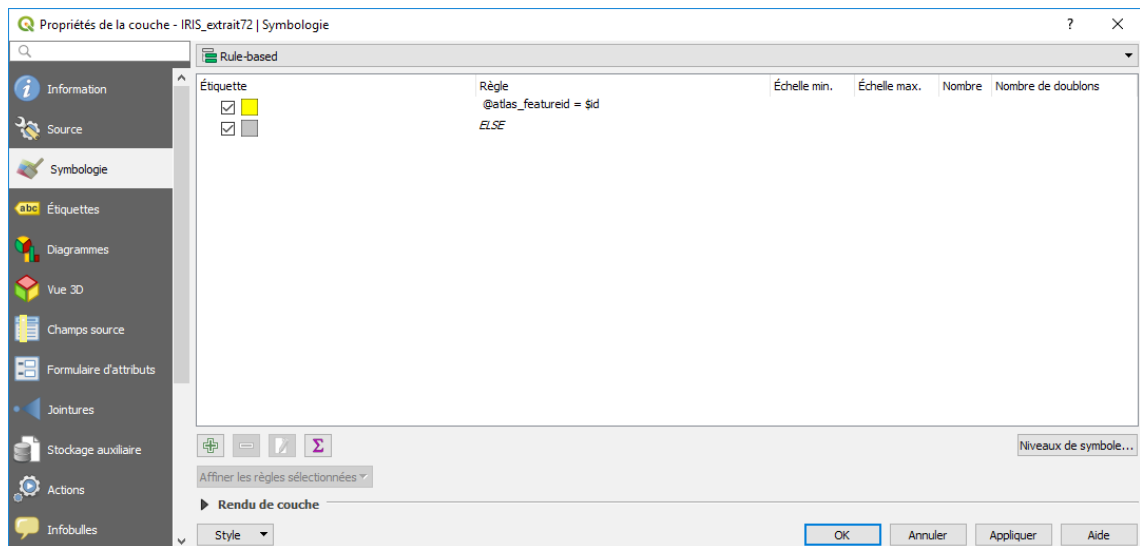 Propriétés de la couche - IRIS_extrait72 | Symbologie
? ×
Rule-based
Information
Source
Symbologie
abc Étiquettes
Diagrammes
Vue 3D
Champs source
Formulaire d'attributs
Jointures
Stockage auxiliaire
Actions
Infobulles
Étiquette Règle Échelle min. Échelle max. Nombre Nombre de doublons
@atlas_featureid = $id
ELSE
Σ
Niveaux de symbole...
Affiner les règles sélectionnées
Rendu de couche
Style OK Annuler Appliquer Aide